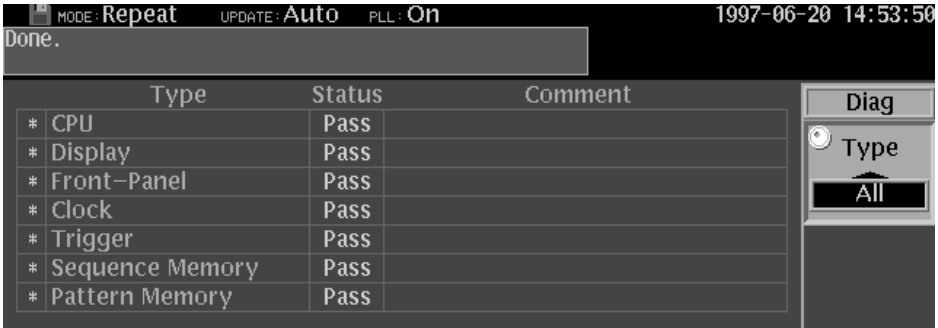 MODE: Repeat UPDATE: Auto PLL: On 1997-06-20 14:53:50
Done.
Type Status Comment
* CPU Pass
* Display Pass
* Front-Panel Pass
* Clock Pass
* Trigger Pass
* Sequence Memory Pass
* Pattern Memory Pass
Diag
Type
All